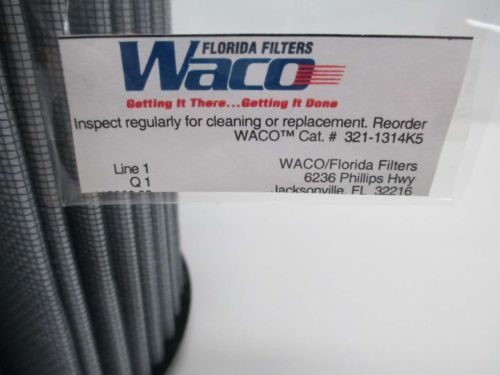 FLORIDA FILTERS
Waco
Getting It There...Getting It Done
Inspect regularly for cleaning or replacement. Reorder
WACO™ Cat. # 321-1314K5
Line 1
WACO/Florida Filters
Q 1
6236 Phillips Hwy
Jacksonville, FL 32216